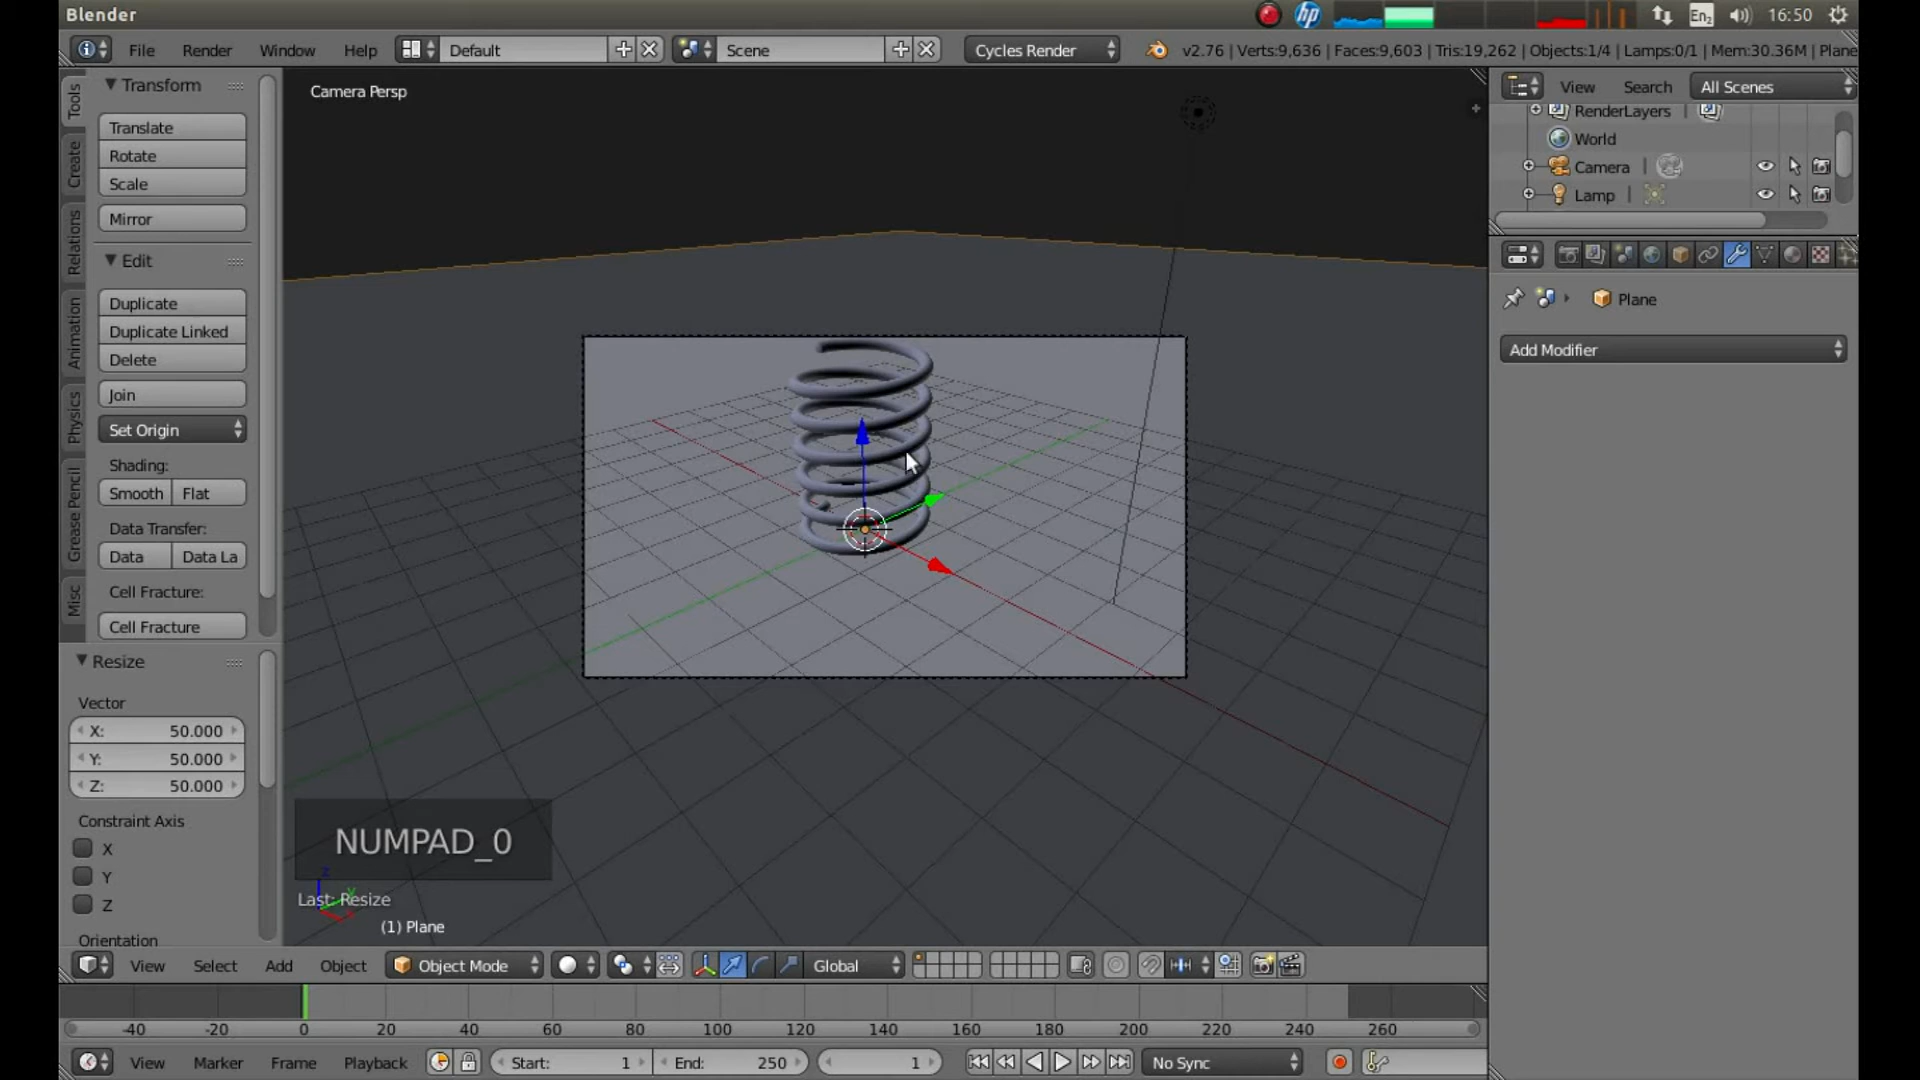 Blender
En2
16:50
File Render Window Help Default Scene Cycles Render v2.76 | Verts:9,636 | Faces:9,603 | Tris:19,262 | Objects:1/4 | Lamps:0/1 | Mem:30.36M | Plane
Tools
Create
Relations
Animation
Physics
Grease Pencil
Misc
Transform
Translate
Rotate
Scale
Mirror
Edit
Duplicate
Duplicate Linked
Delete
Join
Set Origin
Shading:
Smooth Flat
Data Transfer:
Data Data La
Cell Fracture:
Cell Fracture
Resize
Vector
X: 50.000
Y: 50.000
Z: 50.000
Constraint Axis
X
Y
Z
Orientation
Camera Persp
NUMPAD_0
z
y
Last: Resize
(1) Plane
View Search All Scenes
RenderLayers
World
Camera
Lamp
Plane
Add Modifier
View Select Add Object Object Mode Global
-40 -20 0 20 40 60 80 100 120 140 160 180 200 220 240 260
View Marker Frame Playback Start: 1 End: 250 1 No Sync